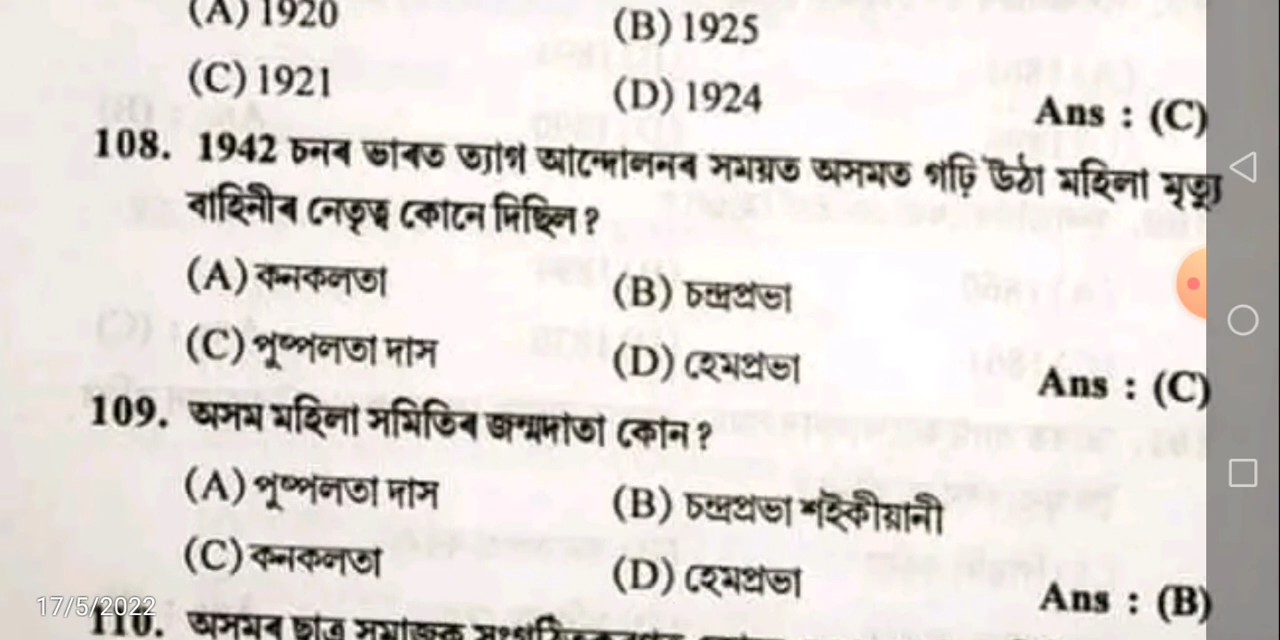 (A) 1920 (B) 1925
(C) 1921 (D) 1924 Ans : (C)
108. 1942 চনৰ ভাৰত ত্যাগ আন্দোলনৰ সময়ত অসমত গঢ়ি উঠা মহিলা মৃত্যু
বাহিনীৰ নেতৃত্ব কোনে দিছিল ?
(A) কনকলতা (B) চন্দ্ৰপ্ৰভা
(C) পুষ্পলতা দাস (D) হেমপ্ৰভা Ans : (C)
109. অসম মহিলা সমিতিৰ জন্মদাতা কোন ?
(A) পুষ্পলতা দাস (B) চন্দ্ৰপ্ৰভা শইকীয়ানী
(C) কনকলতা (D) হেমপ্ৰভা Ans : (B)
17/5/2022
110. অসমৰ ছাত্ৰ সমাজক